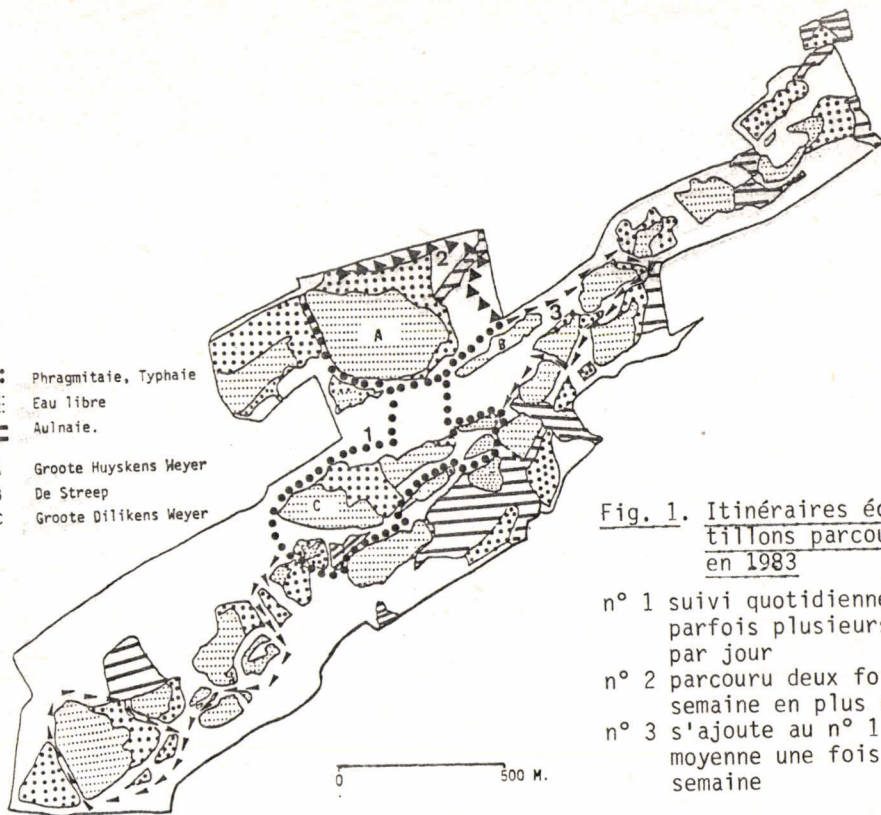 2
A
B
3
Phragmitaie, Typhaie
Eau libre
Aulnaie.
1
Groote Huyskens Weyer
De Streep
C Groote Dilikens Weyer
C
Fig. 1. Itinéraires éc
tillons parcou
en 1983
n° 1 suivi quotidienne
parfois plusieurs
par jour
n° 2 parcouru deux fo
semaine en plus
n° 3 s'ajoute au n° 1
moyenne une fois
semaine
0 500 M.